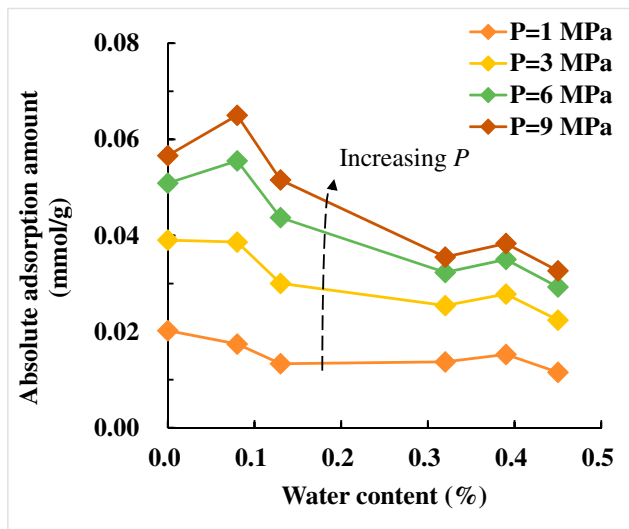 0.08
0.06
0.04
0.02
0.00
0.0
0.1
0.2
0.3
0.4
0.5
Absolute adsorption amount
(mmol/g)
Water content (%)
P=1 MPa
P=3 MPa
P=6 MPa
P=9 MPa
Increasing P